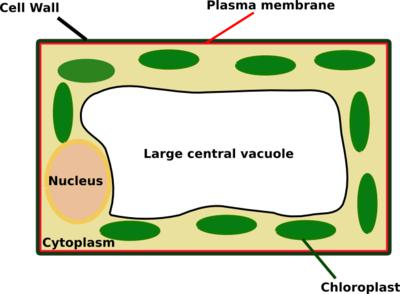 Cell Wall
Plasma membrane
Large central vacuole
Nucleus
Cytoplasm
Chloroplast